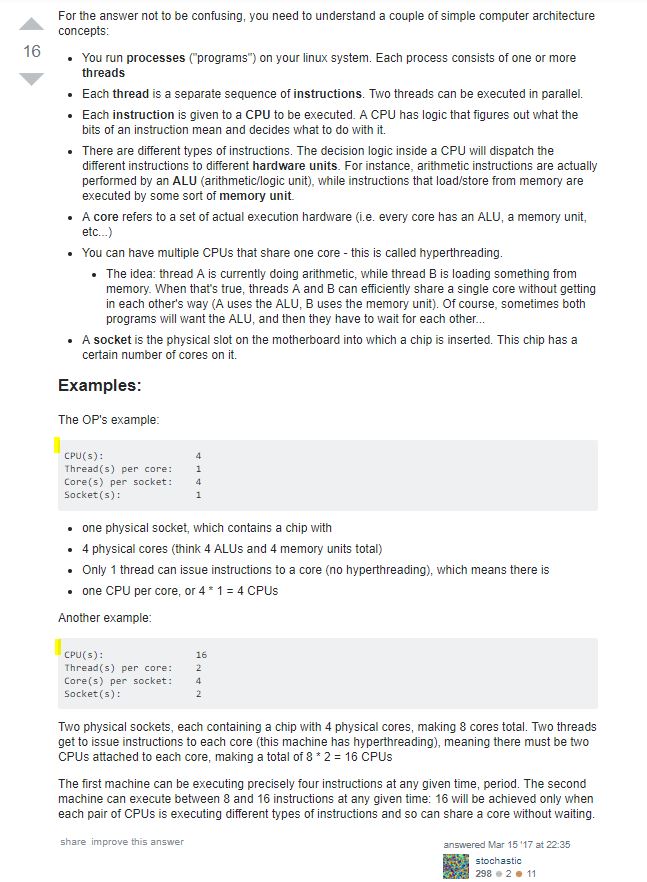 For the answer not to be confusing, you need to understand a couple of simple computer architecture
concepts:
16
• You run processes ("programs") on your linux system. Each process consists of one or more
threads
• Each thread is a separate sequence of instructions. Two threads can be executed in parallel.
• Each instruction is given to a CPU to be executed. A CPU has logic that figures out what the
bits of an instruction mean and decides what to do with it.
• There are different types of instructions. The decision logic inside a CPU will dispatch the
different instructions to different hardware units. For instance, arithmetic instructions are actually
performed by an ALU (arithmetic/logic unit), while instructions that load/store from memory are
executed by some sort of memory unit.
• A core refers to a set of actual execution hardware (i.e. every core has an ALU, a memory unit,
etc...)
• You can have multiple CPUs that share one core - this is called hyperthreading.
• The idea: thread A is currently doing arithmetic, while thread B is loading something from
memory. When that's true, threads A and B can efficiently share a single core without getting
in each other's way (A uses the ALU, B uses the memory unit). Of course, sometimes both
programs will want the ALU, and then they have to wait for each other...
• A socket is the physical slot on the motherboard into which a chip is inserted. This chip has a
certain number of cores on it.
Examples:
The OP's example:
CPU(s): 4
Thread(s) per core: 1
Core(s) per socket: 4
Socket(s): 1
• one physical socket, which contains a chip with
• 4 physical cores (think 4 ALUs and 4 memory units total)
• Only 1 thread can issue instructions to a core (no hyperthreading), which means there is
• one CPU per core, or 4 * 1 = 4 CPUs
Another example:
CPU(s): 16
Thread(s) per core: 2
Core(s) per socket: 4
Socket(s): 2
Two physical sockets, each containing a chip with 4 physical cores, making 8 cores total. Two threads
get to issue instructions to each core (this machine has hyperthreading), meaning there must be two
CPUs attached to each core, making a total of 8 * 2 = 16 CPUs
The first machine can be executing precisely four instructions at any given time, period. The second
machine can execute between 8 and 16 instructions at any given time: 16 will be achieved only when
each pair of CPUs is executing different types of instructions and so can share a core without waiting.
share improve this answer
answered Mar 15 '17 at 22:35
stochastic
298 ● 2 ● 11